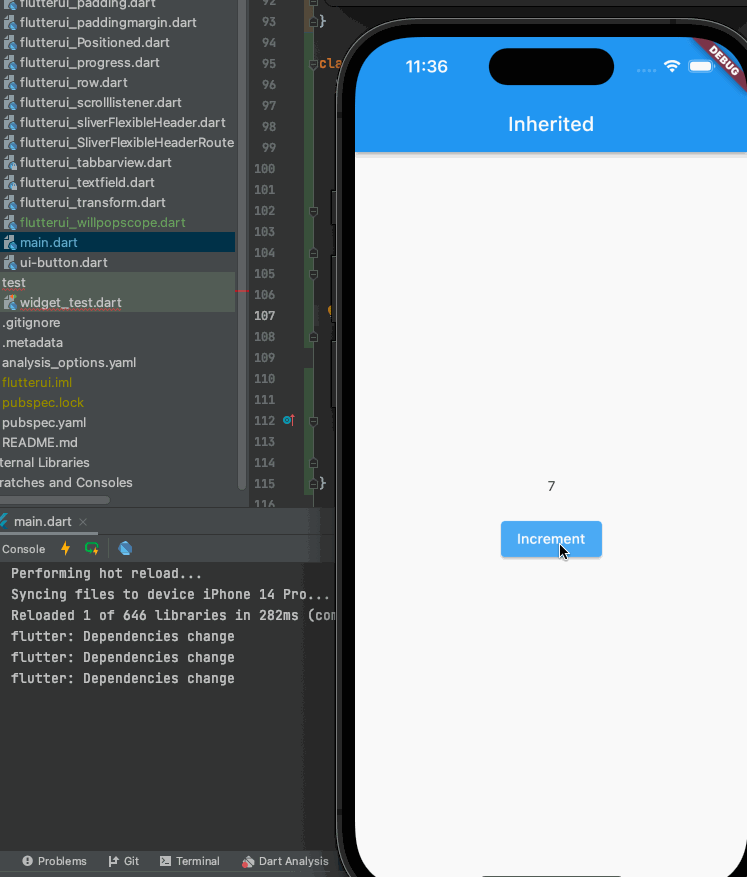 flutterui_padding.dart
flutterui_paddingmargin.dart
flutterui_Positioned.dart
flutterui_progress.dart
flutterui_row.dart
flutterui_scrolllistener.dart
flutterui_sliverFlexibleHeader.dart
flutterui_SliverFlexibleHeaderRoute
flutterui_tabbarview.dart
flutterui_textfield.dart
flutterui_transform.dart
flutterui_willpopscope.dart
main.dart
ui-button.dart
test
widget_test.dart
.gitignore
.metadata
analysis_options.yaml
flutterui.iml
pubspec.lock
pubspec.yaml
README.md
ternal Libraries
ratches and Consoles
92
93 }
94
95 cla
96
97
98
99
100
101
102
103
104
105
106
107
108
109
110
111
112
113
114
115 }
116
11:36
DEBUG
Inherited
7
Increment
main.dart
Console
Performing hot reload...
Syncing files to device iPhone 14 Pro...
Reloaded 1 of 646 libraries in 282ms (com
flutter: Dependencies change
flutter: Dependencies change
flutter: Dependencies change
Problems Git Terminal Dart Analysis